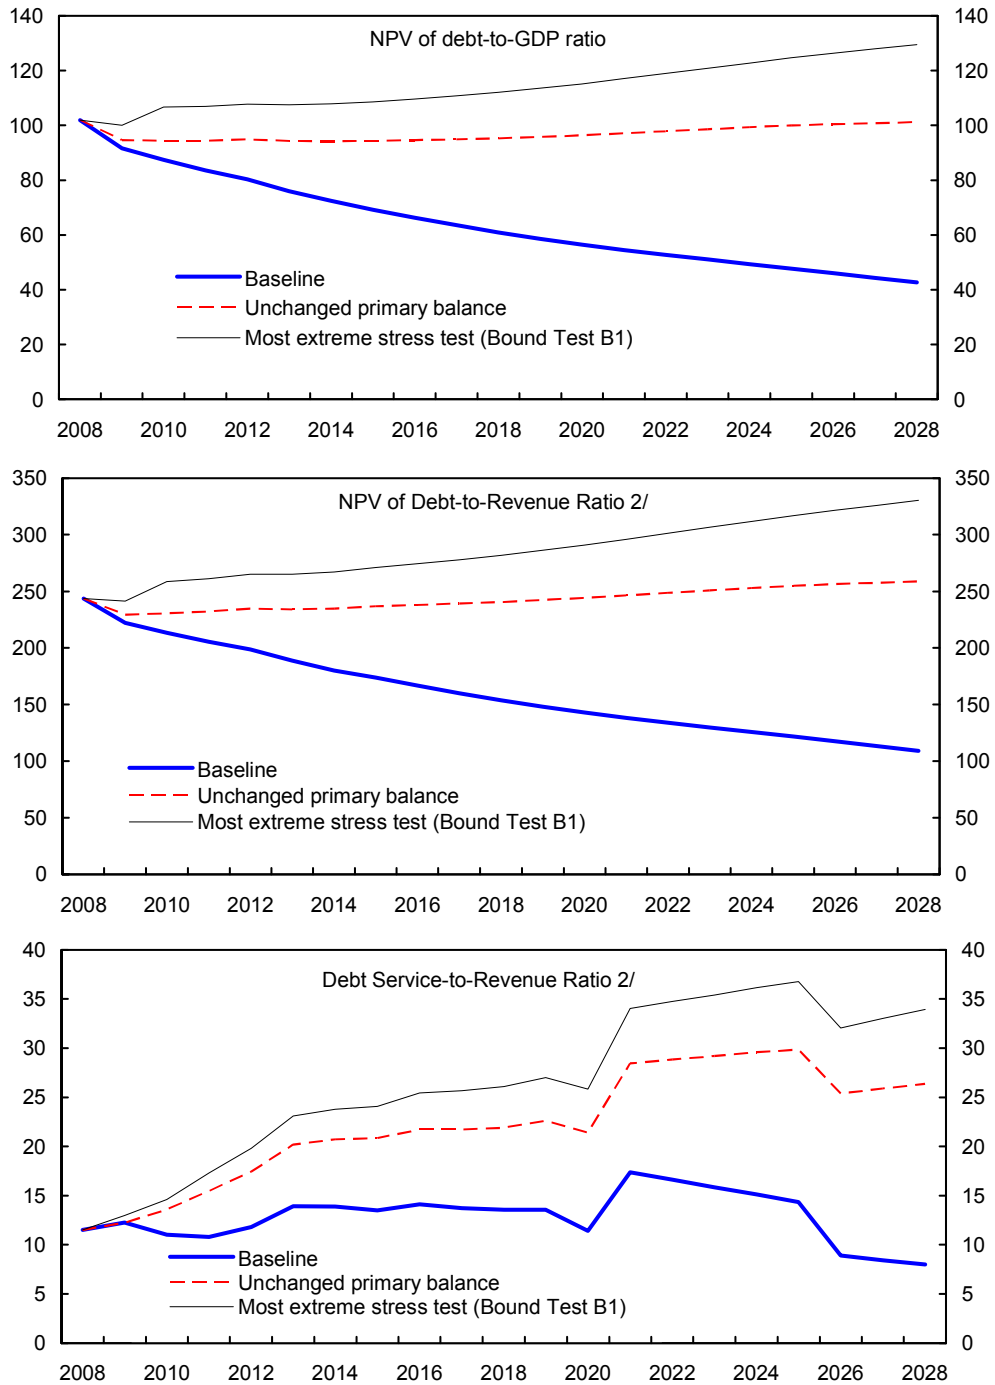 NPV of debt-to-GDP ratio
140 140
120 120
100 100
80 80
60 60
Baseline
40 40
Unchanged primary balance
Most extreme stress test (Bound Test B1)
20 20
0 0
2008 2010 2012 2014 2016 2018 2020 2022 2024 2026 2028
350 350
NPV of Debt-to-Revenue Ratio 2/
300 300
250 250
200 200
150 150
100 100
Baseline
Unchanged primary balance
50 50
Most extreme stress test (Bound Test B1)
0 0
2008 2010 2012 2014 2016 2018 2020 2022 2024 2026 2028
40 40
Debt Service-to-Revenue Ratio 2/
35 35
30 30
25 25
20 20
15 15
10 10
Baseline
Unchanged primary balance
5 5
Most extreme stress test (Bound Test B1)
0 0
2008 2010 2012 2014 2016 2018 2020 2022 2024 2026 2028